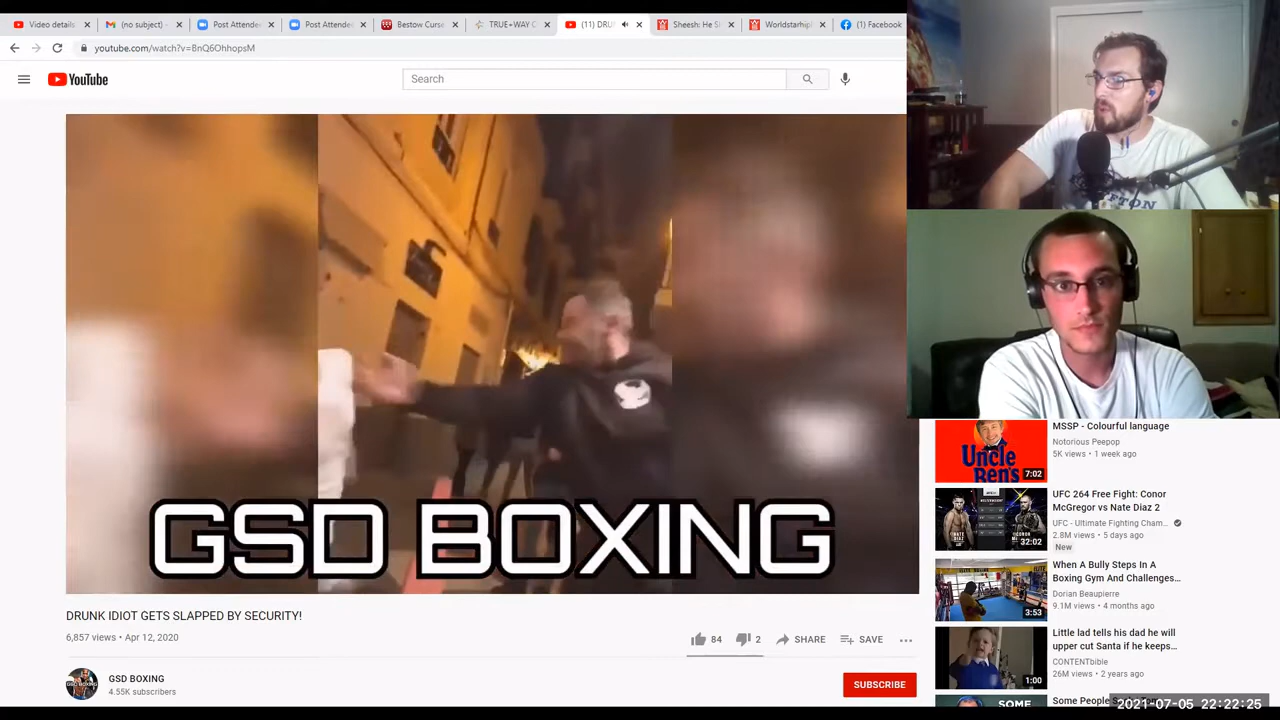 Video details
(no subject) -
Post Attende
Post Attende
Bestow Curse
TRUE+WAY C
(11) DRU
Sheesh: He S
Worldstarhip
(1) Facebook
youtube.com/watch?v=BnQ6OhhopsM
YouTube
Search
GSD BOXING
DRUNK IDIOT GETS SLAPPED BY SECURITY!
6,857 views • Apr 12, 2020
84
2
SHARE
SAVE
GSD BOXING
4.55K subscribers
SUBSCRIBE
Uncle
Ben's
7:02
MSSP - Colourful language
Notorious Peepop
5K views • 1 week ago
32:02
UFC 264 Free Fight: Conor
McGregor vs Nate Diaz 2
UFC - Ultimate Fighting Cham...
2.8M views • 5 days ago
New
3:53
When A Bully Steps In A
Boxing Gym And Challenges...
Dorian Beaupierre
9.1M views • 4 months ago
1:00
Little lad tells his dad he will
upper cut Santa if he keeps...
CONTENTbible
26M views • 2 years ago
SOME
Some People
2021-07-05 22:22:25